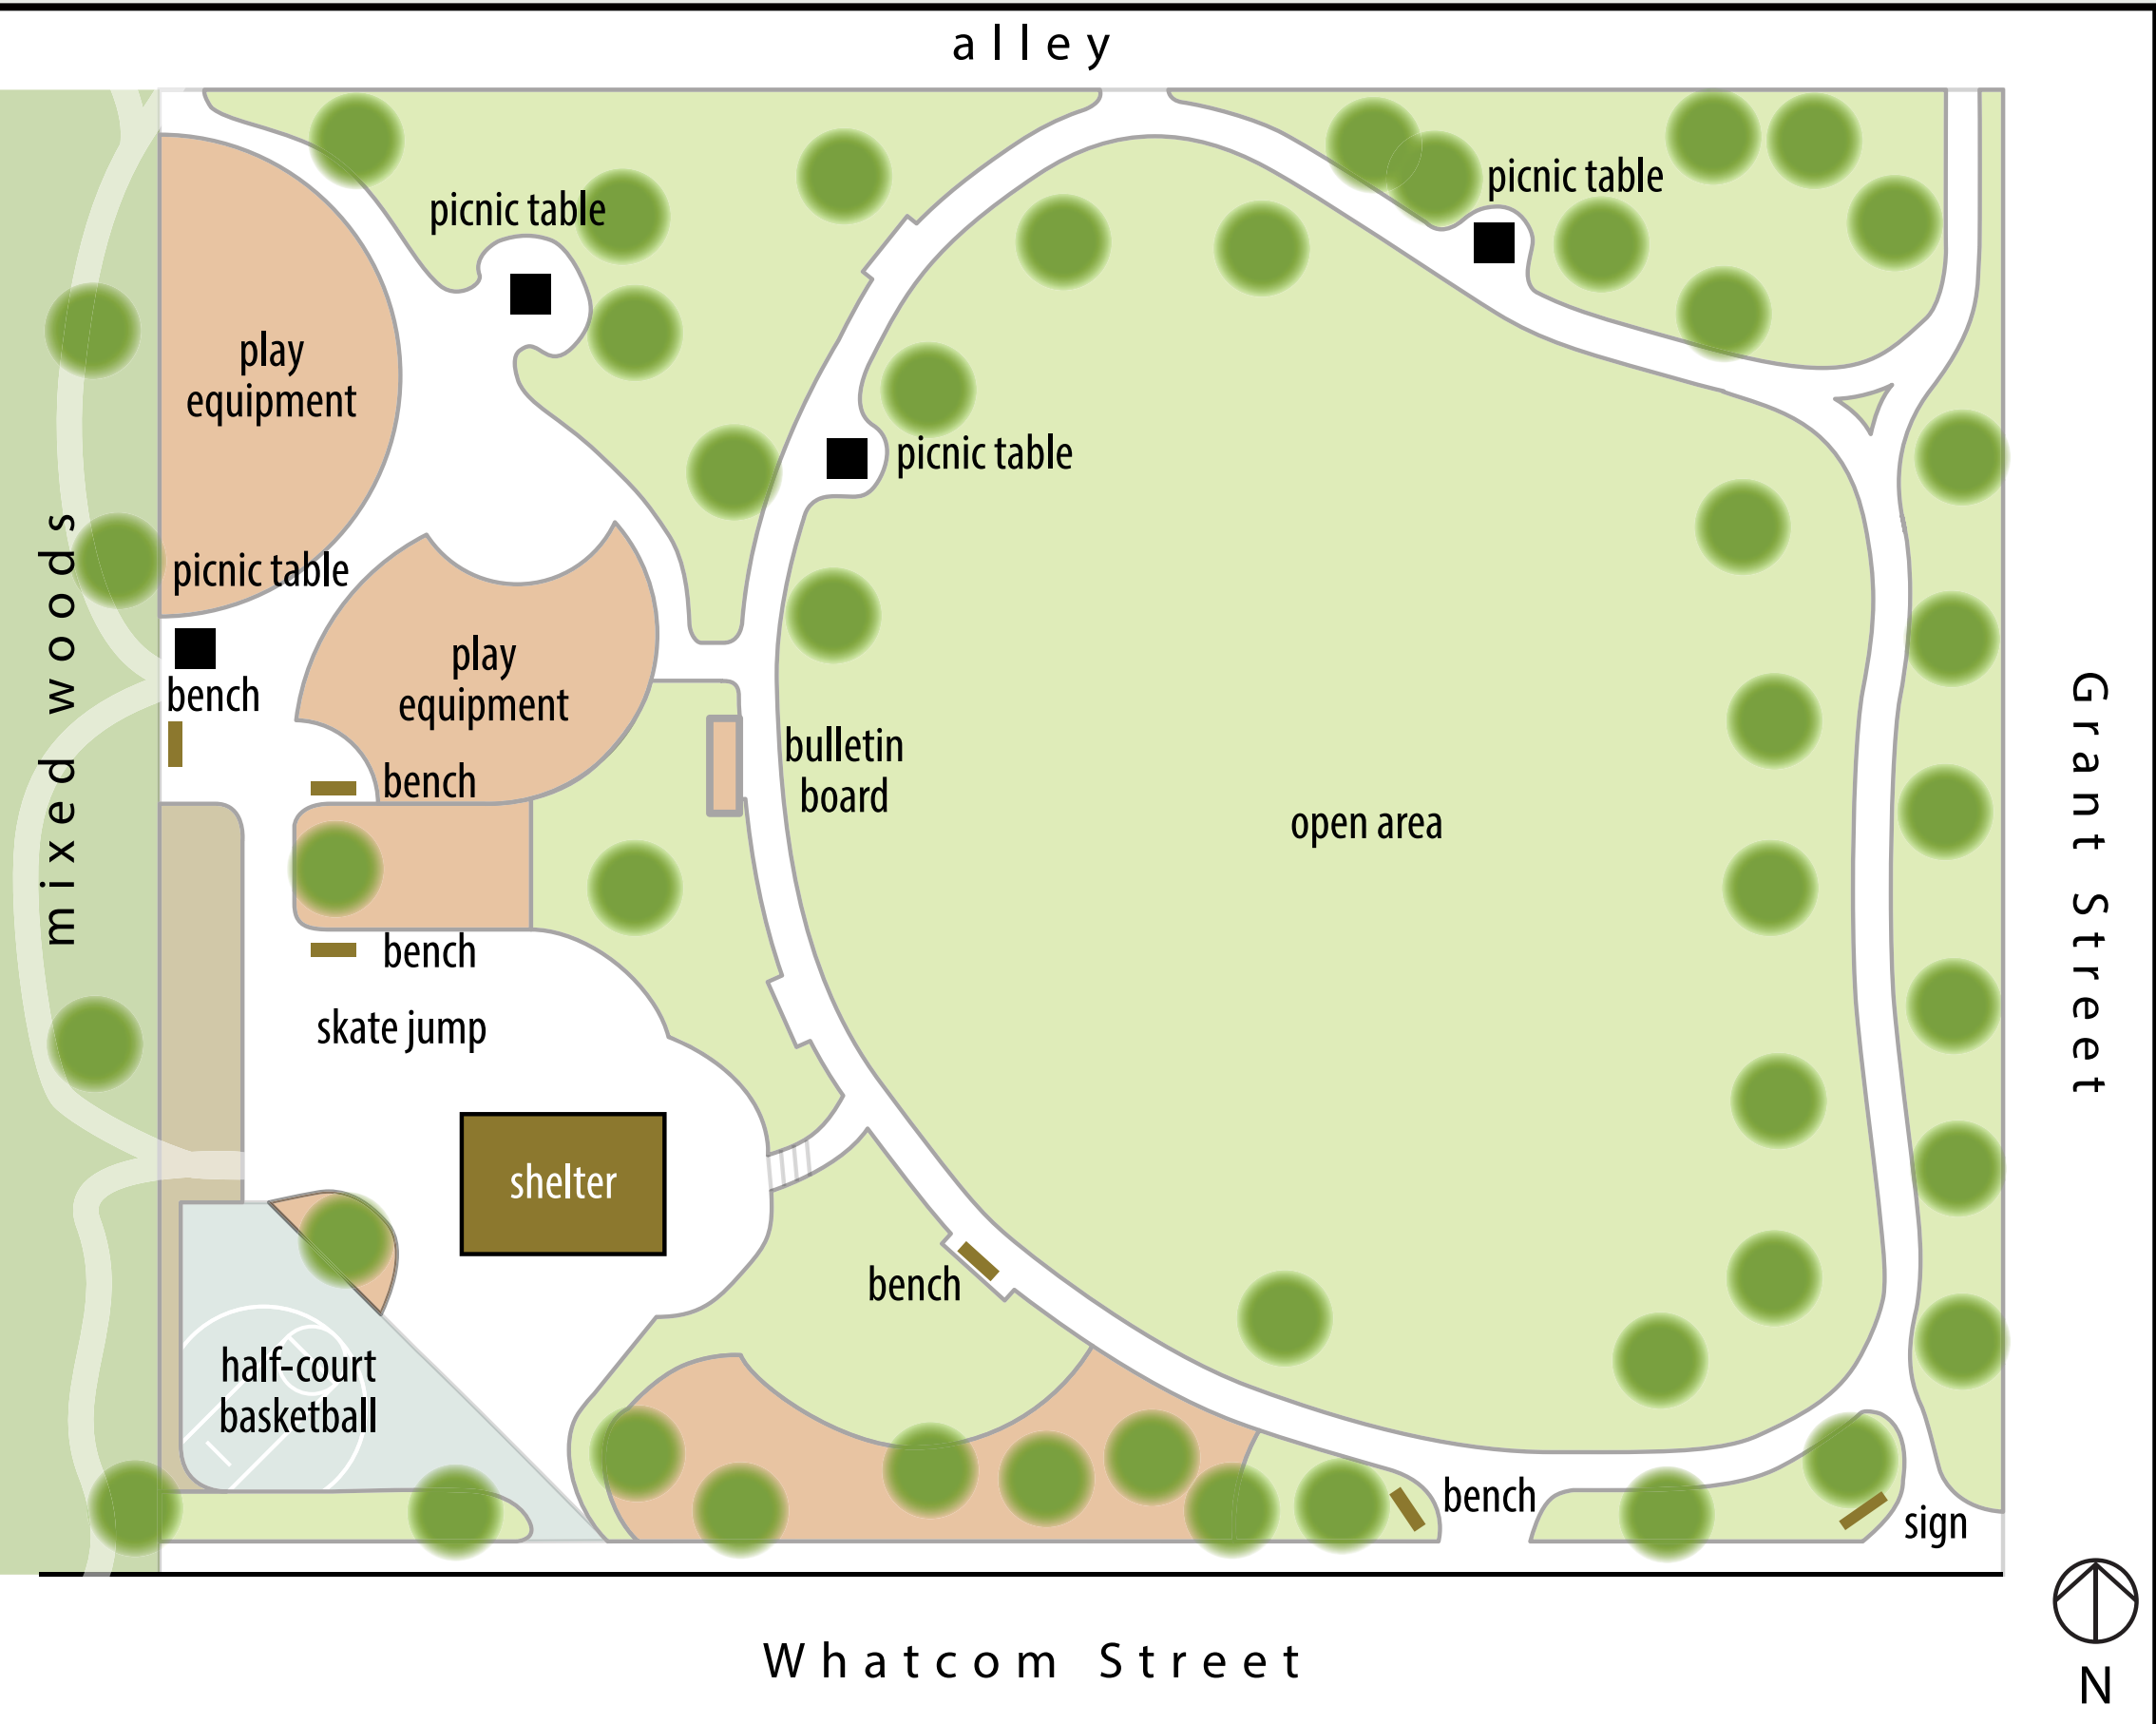 alley
picnic table
picnic table
play
equipment
picnic table
picnic table
play
equipment
bench
bench
bulletin
board
open area
mixed woods
Grant Street
bench
skate jump
shelter
bench
half-court
basketball
bench
sign
Whatcom Street
N